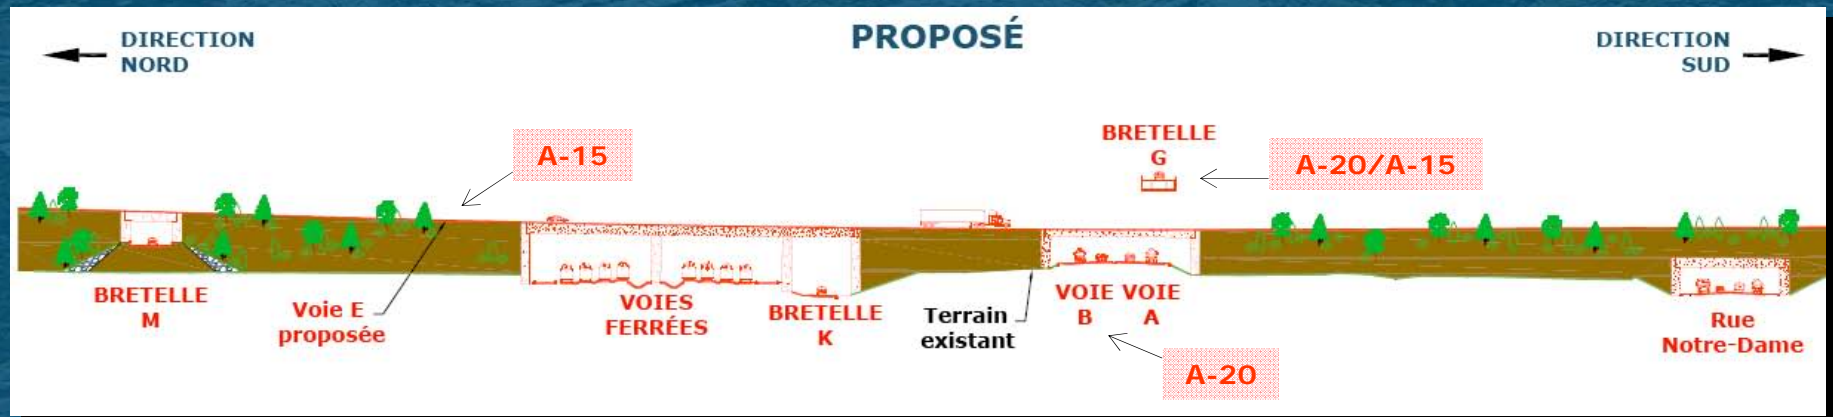 PROPOSÉ
DIRECTION
NORD
DIRECTION
SUD
A-15
BRETELLE
G
A-20/A-15
BRETELLE
M
Voie E
proposée
VOIES
FERRÉES
BRETELLE
K
Terrain
existant
VOIE VOIE
B A
A-20
Rue
Notre-Dame